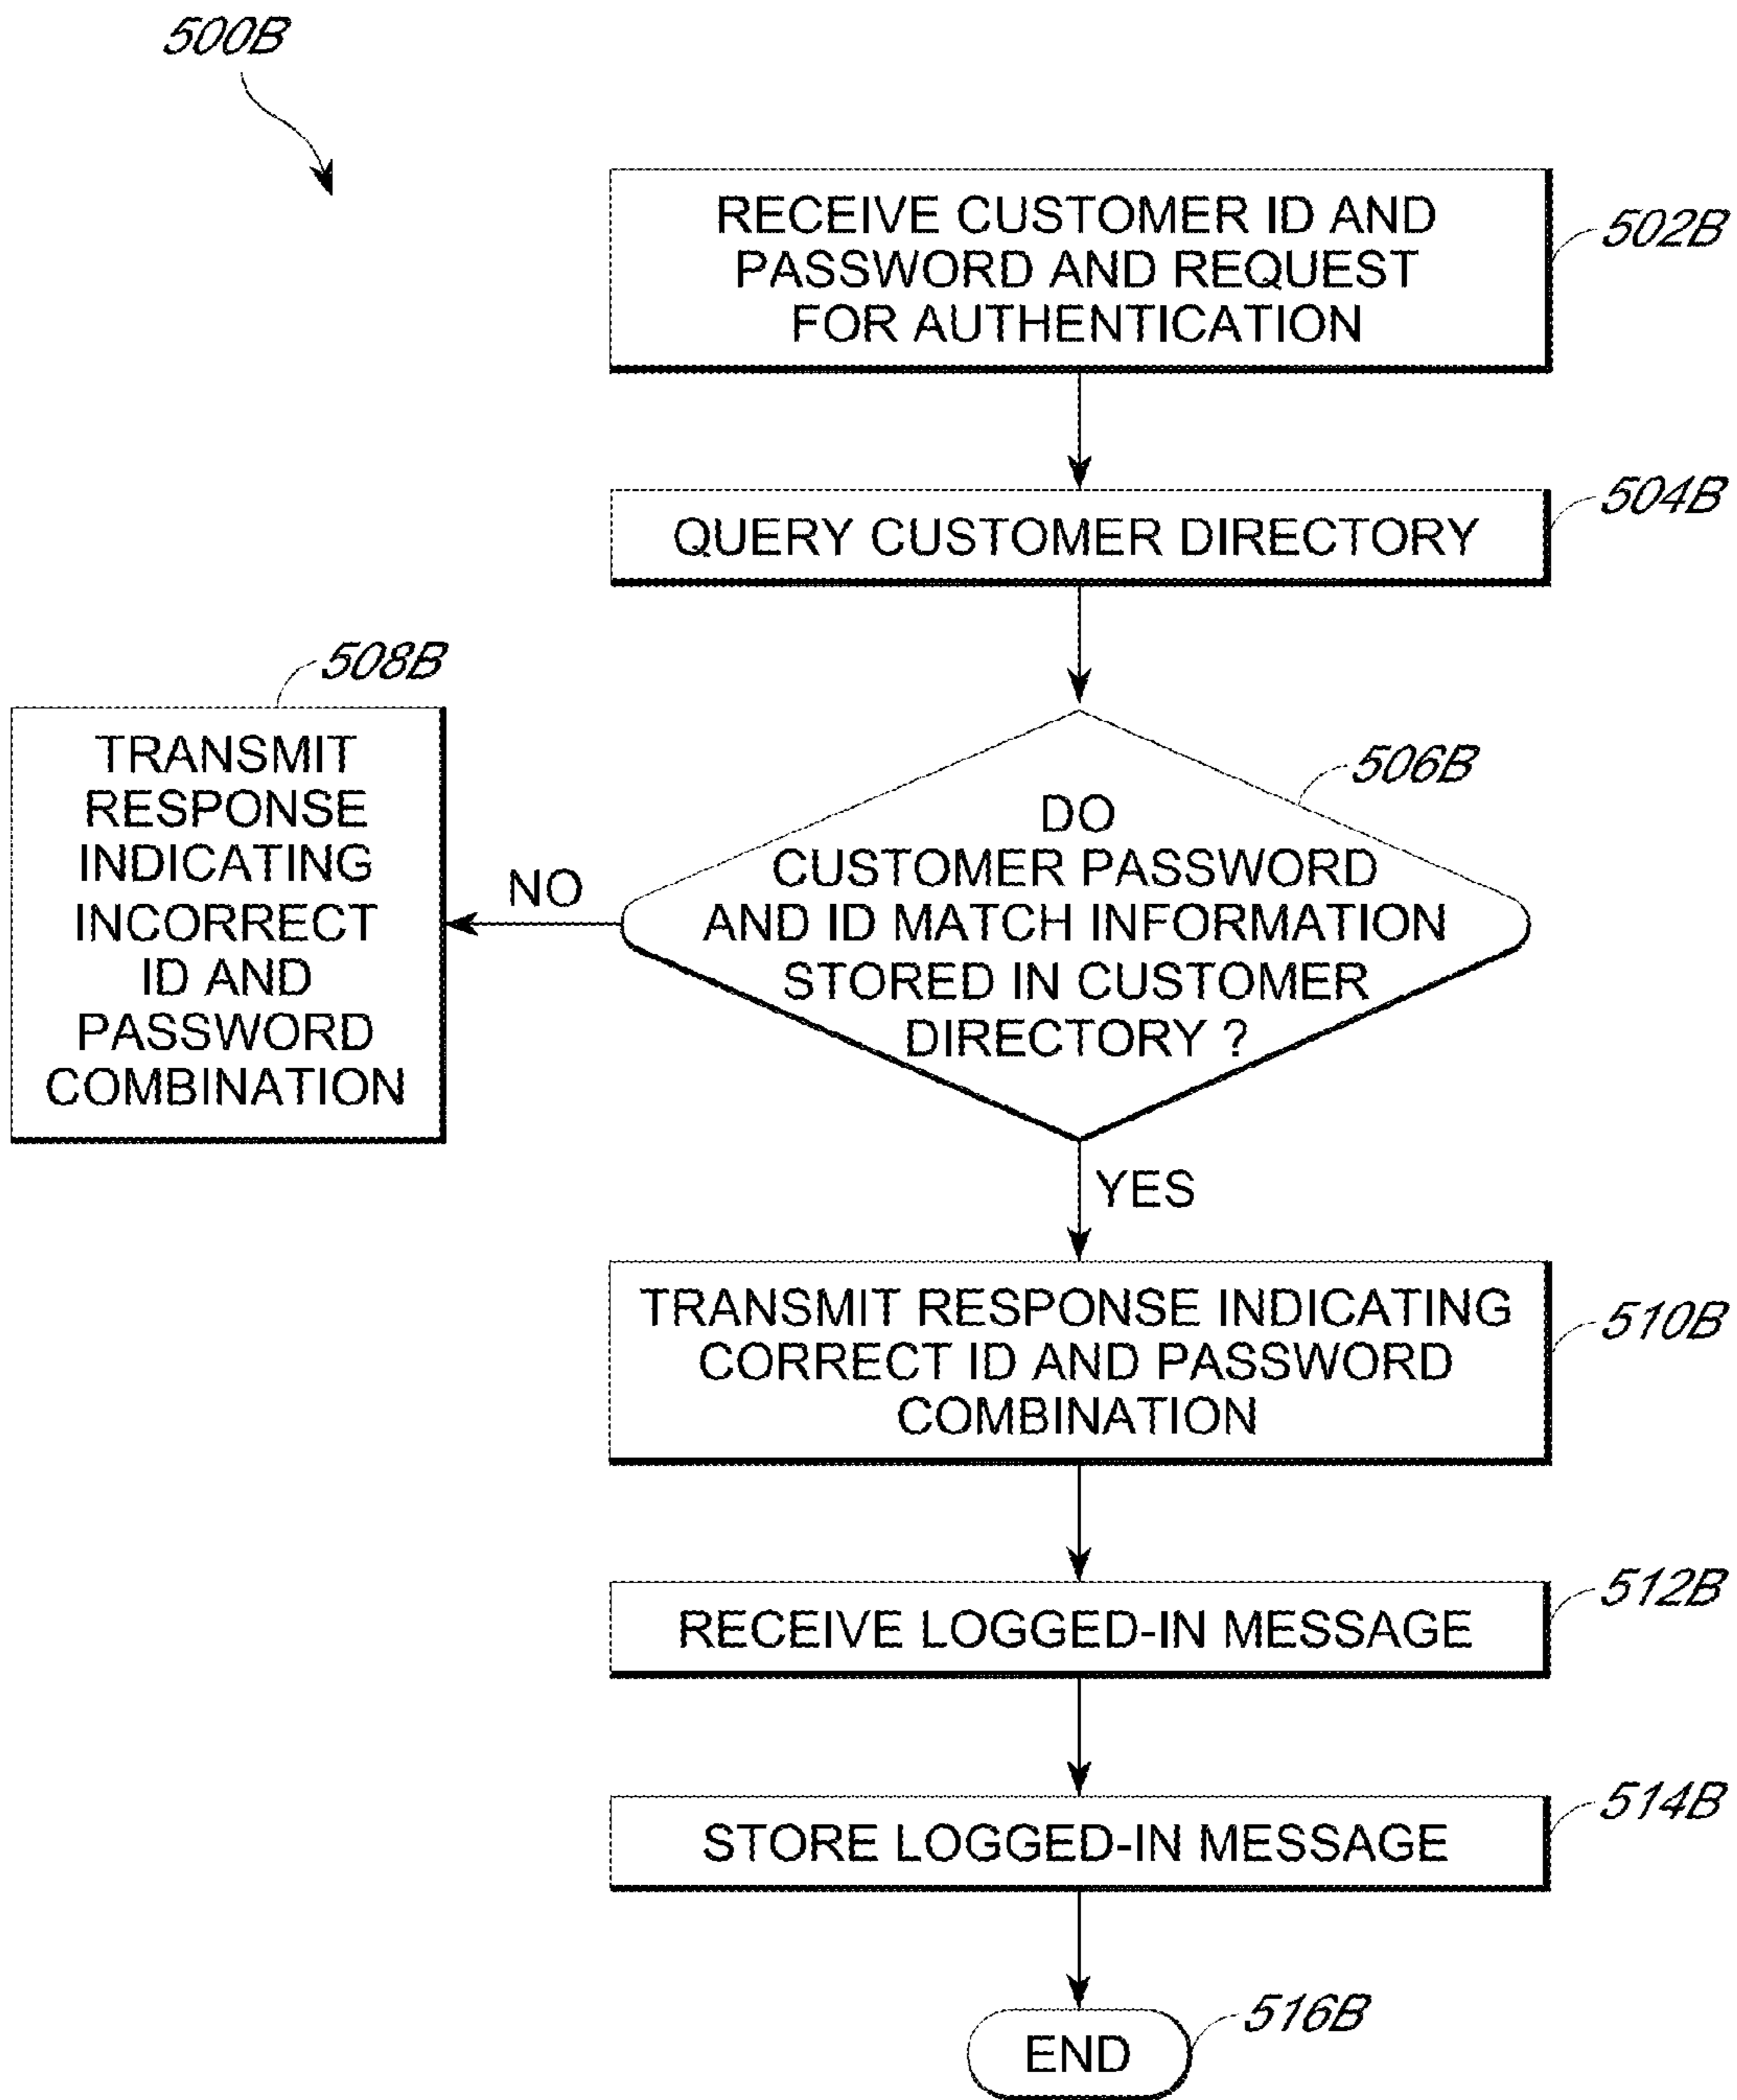 500B
RECEIVE CUSTOMER ID AND
PASSWORD AND REQUEST
FOR AUTHENTICATION
502B
QUERY CUSTOMER DIRECTORY
504B
508B
TRANSMIT
RESPONSE
INDICATING
INCORRECT
ID AND
PASSWORD
COMBINATION
NO
506B
DO
CUSTOMER PASSWORD
AND ID MATCH INFORMATION
STORED IN CUSTOMER
DIRECTORY ?
YES
TRANSMIT RESPONSE INDICATING
CORRECT ID AND PASSWORD
COMBINATION
510B
RECEIVE LOGGED-IN MESSAGE
512B
STORE LOGGED-IN MESSAGE
514B
END
516B